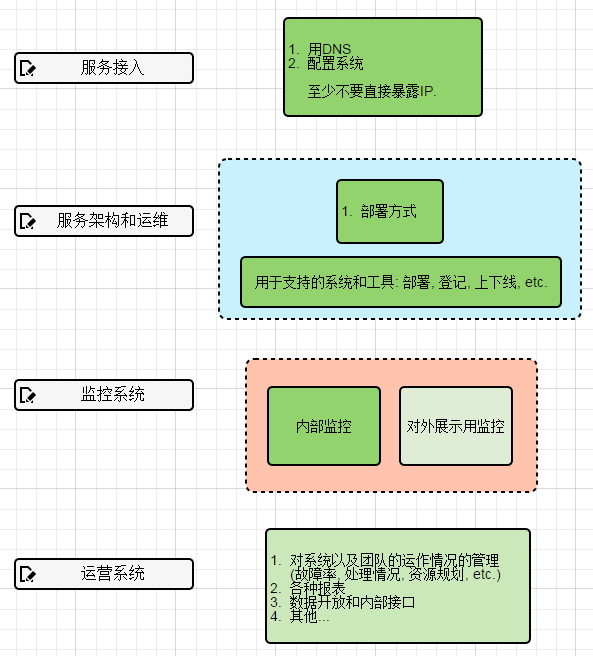 服务接入
1. 用DNS
2. 配置系统
至少不要直接暴露IP.
服务架构和运维
1. 部署方式
用于支持的系统和工具: 部署, 登记, 上下线, etc.
监控系统
内部监控
对外展示用监控
运营系统
1. 对系统以及团队的运作情况的管理
(故障率, 处理情况, 资源规划, etc.)
2. 各种报表
3. 数据开放和内部接口
4. 其他...